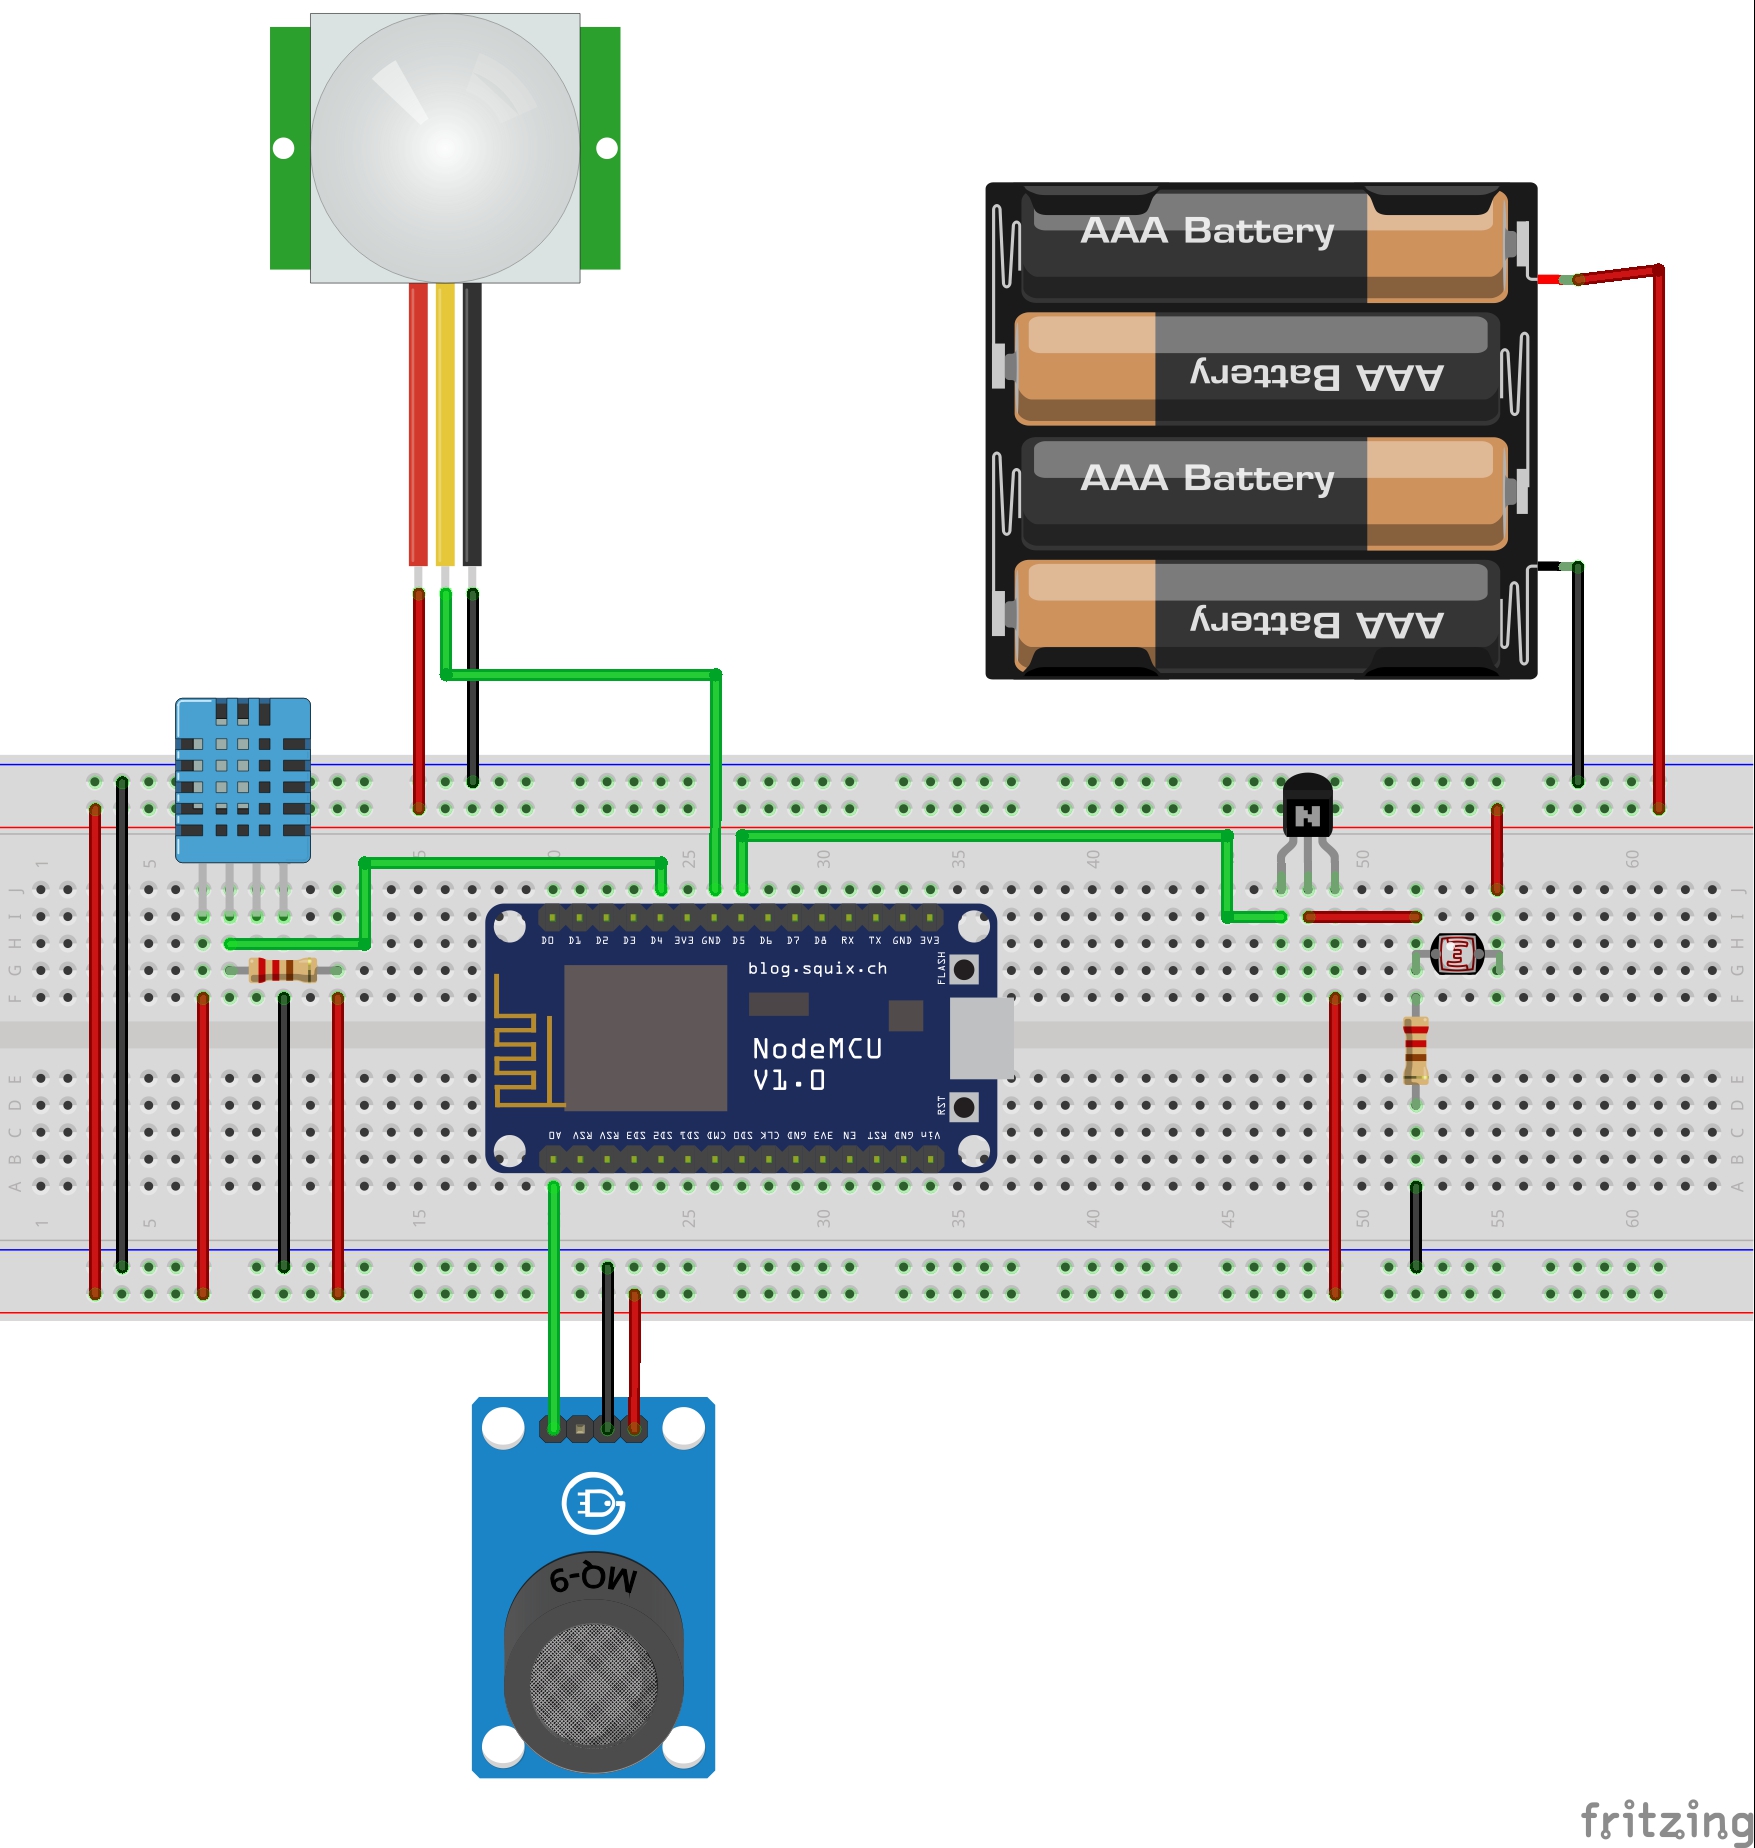 AAA Battery
AAA Battery
AAA Battery
AAA Battery
N
1 5 15 20 25 30 35 40 45 50 55 60
J J
I I
H H
G G
F F
D0 D1 D2 D3 D4 3V3 GND D5 D6 D7 D8 RX TX GND 3V3
FLASH
blog.squix.ch
NodeMCU
V1.0
RST
A0 RSV RSV SD3 SD2 SD1 CMD SD0 CLK GND 3V3 EN RST GND Vin
E E
D D
C C
B B
A A
1 5 15 25 30 35 40 45 50 55 60
MQ-9
fritzing